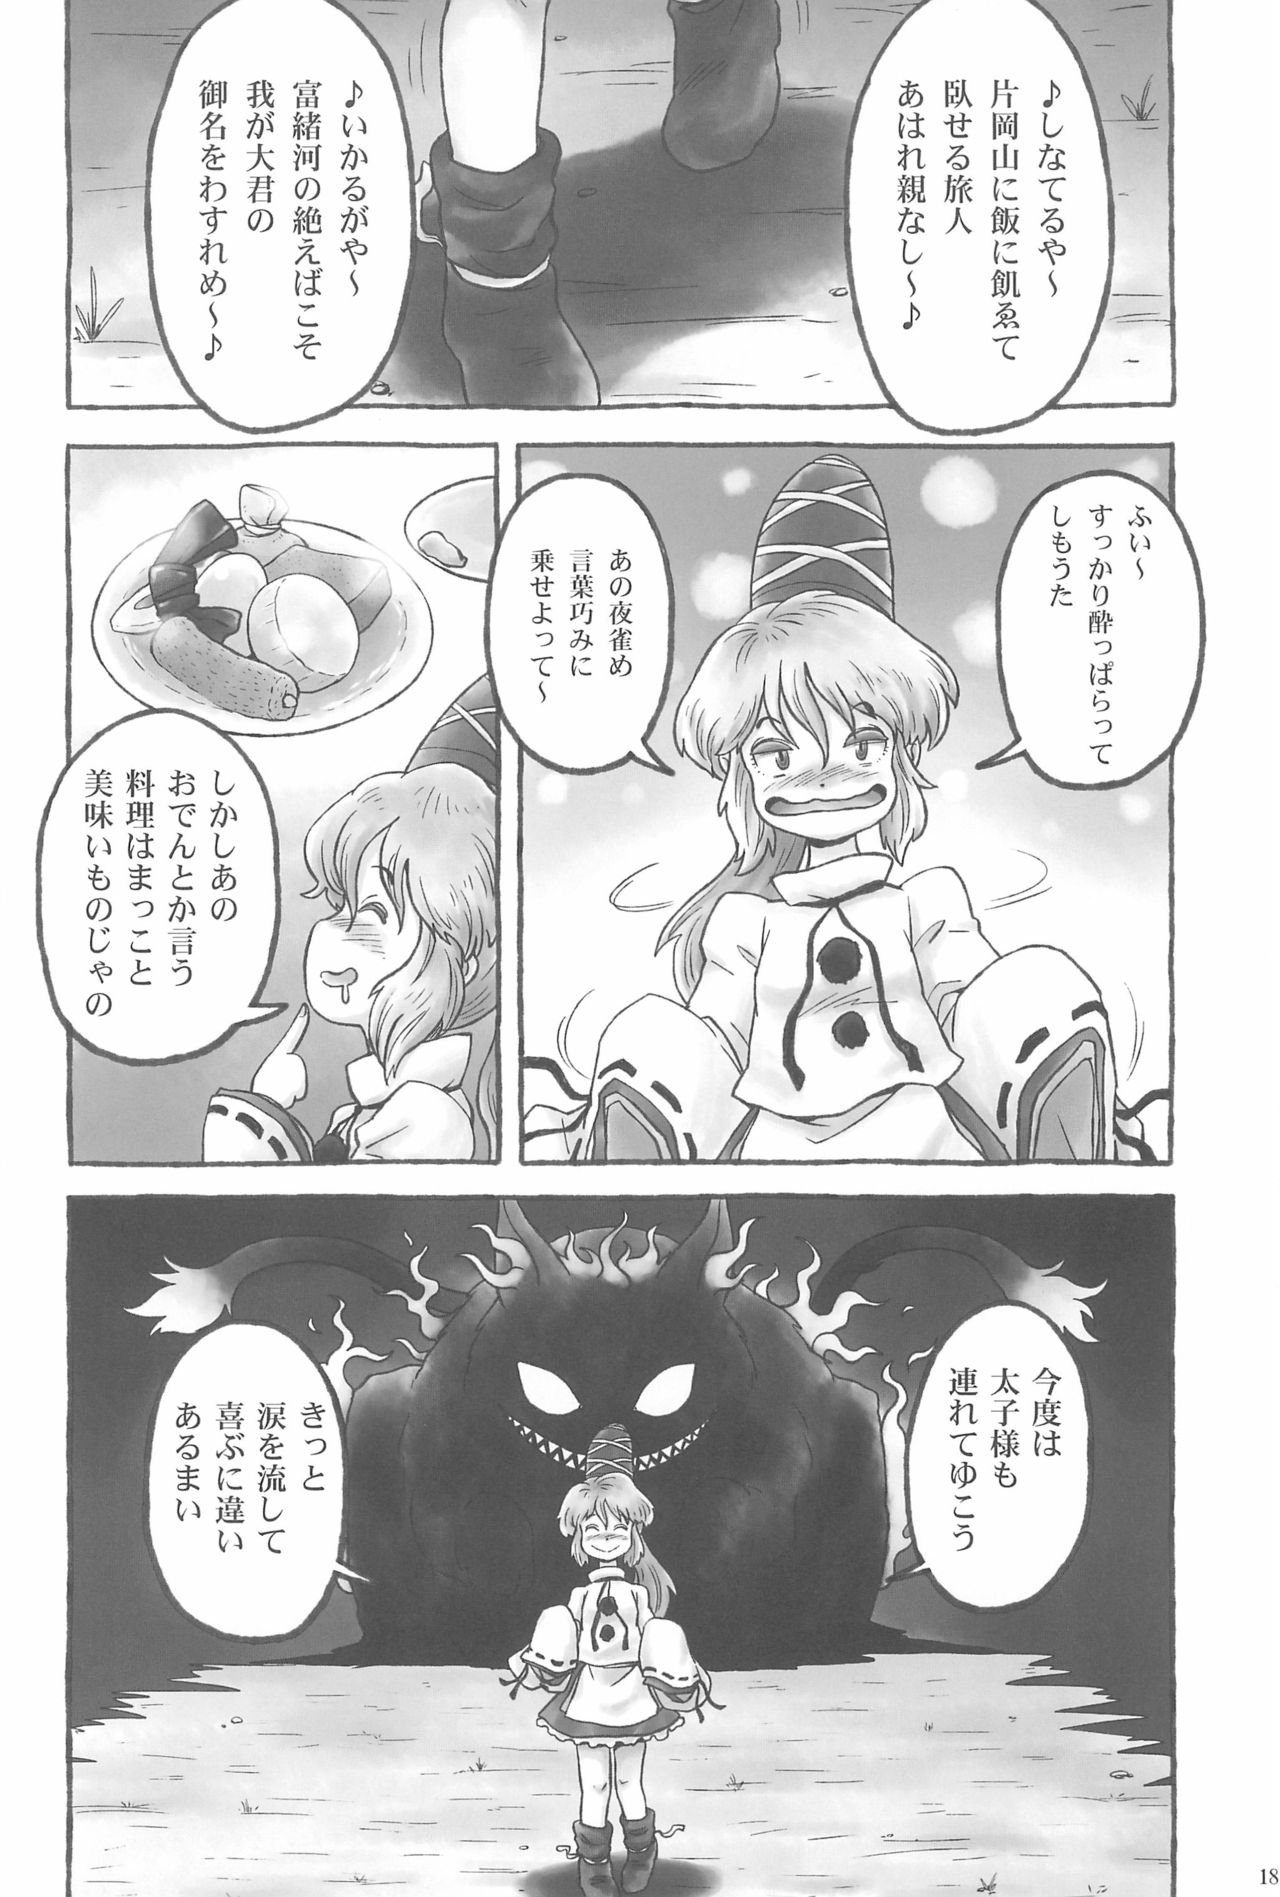 ♪しなてるや～
片岡山に飯に飢ゑて
臥せる旅人
あはれ親なし～♪
♪いかるがや～
富緒河の絶えばこそ
我が大君の
御名をわすれめ～♪
ふい～
すっかり酔っぱらって
しもうた
あの夜雀め
言葉巧みに
乗せよって～
しかしあの
おでんとか言う
料理はまっこと
美味いものじゃの
今度は
太子様も
連れてゆこう
きっと
涙を流して
喜ぶに違い
あるまい
18